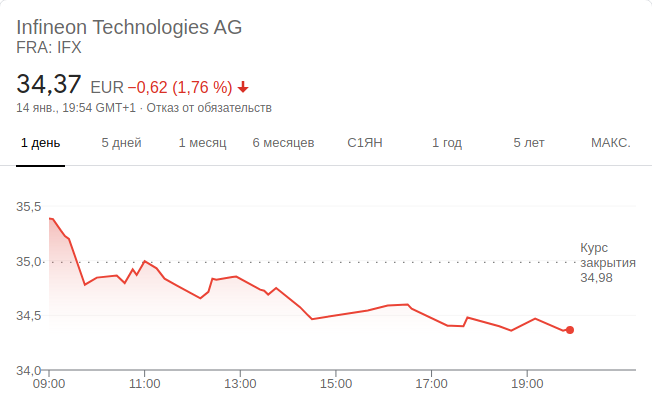 Infineon Technologies AG
FRA: IFX
34,37 EUR −0,62 (1,76 %)
14 янв., 19:54 GMT+1 · Отказ от обязательств
1 день 5 дней 1 месяц 6 месяцев С1ЯН 1 год 5 лет МАКС.
35,5
35,0
34,5
34,0
Курс
закрытия
34,98
09:00 11:00 13:00 15:00 17:00 19:00